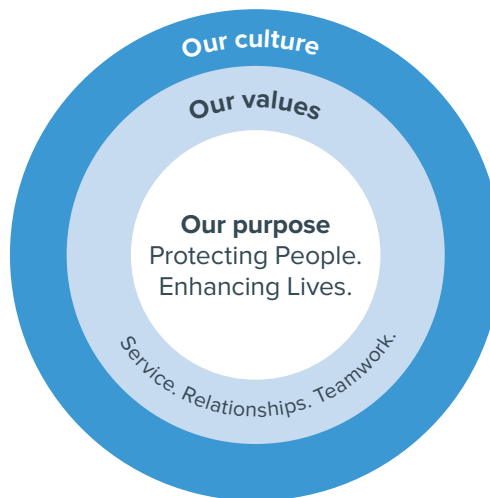 Our culture
Our values
Our purpose
Protecting People.
Enhancing Lives.
Service. Relationships. Teamwork.